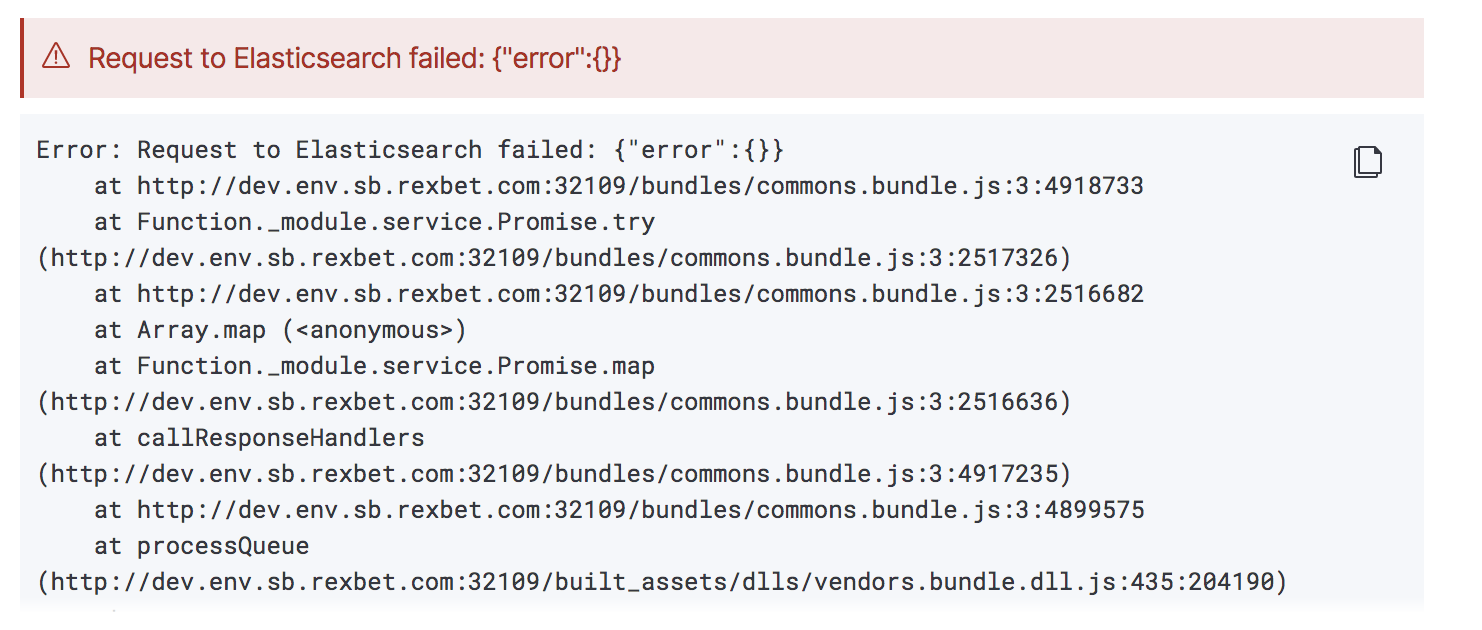 Request to Elasticsearch failed: {"error":{}}
Error: Request to Elasticsearch failed: {"error":{}}
    at http://dev.env.sb.rexbet.com:32109/bundles/commons.bundle.js:3:4918733
    at Function._module.service.Promise.try
(http://dev.env.sb.rexbet.com:32109/bundles/commons.bundle.js:3:2517326)
    at http://dev.env.sb.rexbet.com:32109/bundles/commons.bundle.js:3:2516682
    at Array.map (<anonymous>)
    at Function._module.service.Promise.map
(http://dev.env.sb.rexbet.com:32109/bundles/commons.bundle.js:3:2516636)
    at callResponseHandlers
(http://dev.env.sb.rexbet.com:32109/bundles/commons.bundle.js:3:4917235)
    at http://dev.env.sb.rexbet.com:32109/bundles/commons.bundle.js:3:4899575
    at processQueue
(http://dev.env.sb.rexbet.com:32109/built_assets/dlls/vendors.bundle.dll.js:435:204190)